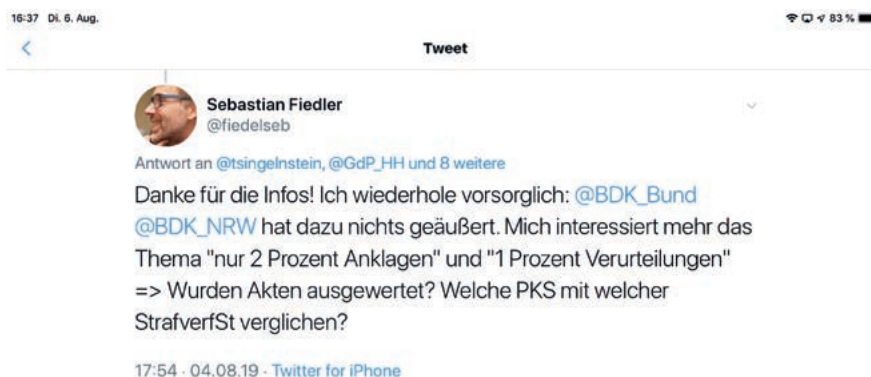 16:37 Di. 6. Aug.
83 %
Tweet
Sebastian Fiedler
@fiedelseb
Antwort an @tsingelnstein, @GdP_HH und 8 weitere
Danke für die Infos! Ich wiederhole vorsorglich: @BDK_Bund
@BDK_NRW hat dazu nichts geäußert. Mich interessiert mehr das
Thema "nur 2 Prozent Anklagen" und "1 Prozent Verurteilungen"
=> Wurden Akten ausgewertet? Welche PKS mit welcher
StrafverfSt verglichen?
17:54 · 04.08.19 · Twitter for iPhone